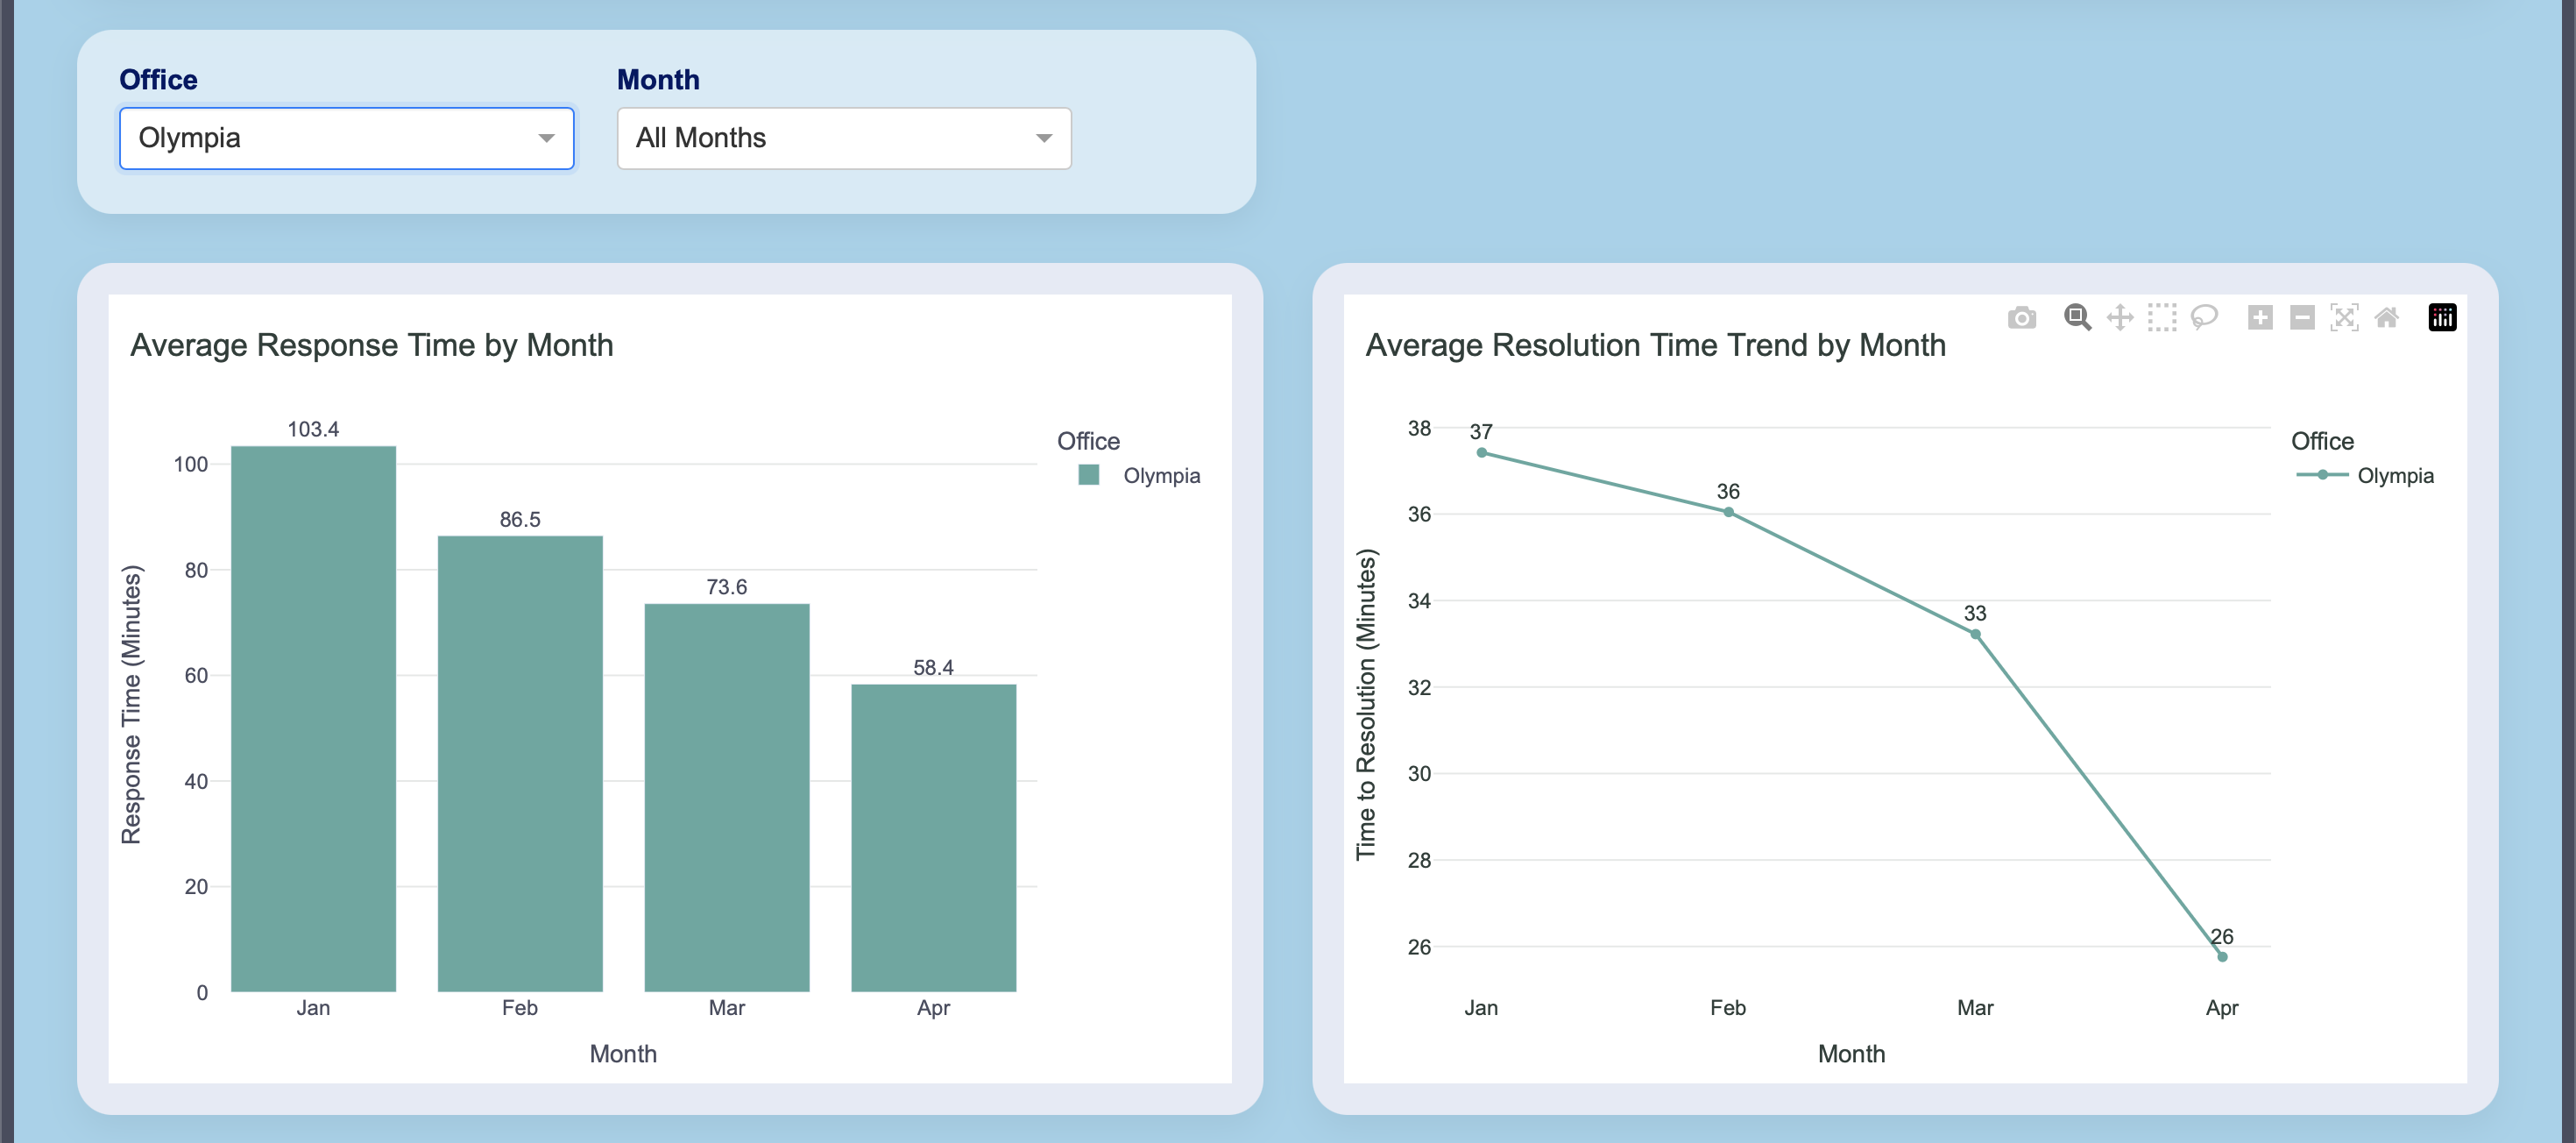 Office
Month
Olympia
All Months
Average Response Time by Month
103.4
86.5
73.6
58.4
100
80
60
40
20
0
Response Time (Minutes)
Jan
Feb
Mar
Apr
Month
Office
Olympia
Average Resolution Time Trend by Month
37
36
33
26
38
36
34
32
30
28
26
Time to Resolution (Minutes)
Jan
Feb
Mar
Apr
Month
Office
Olympia